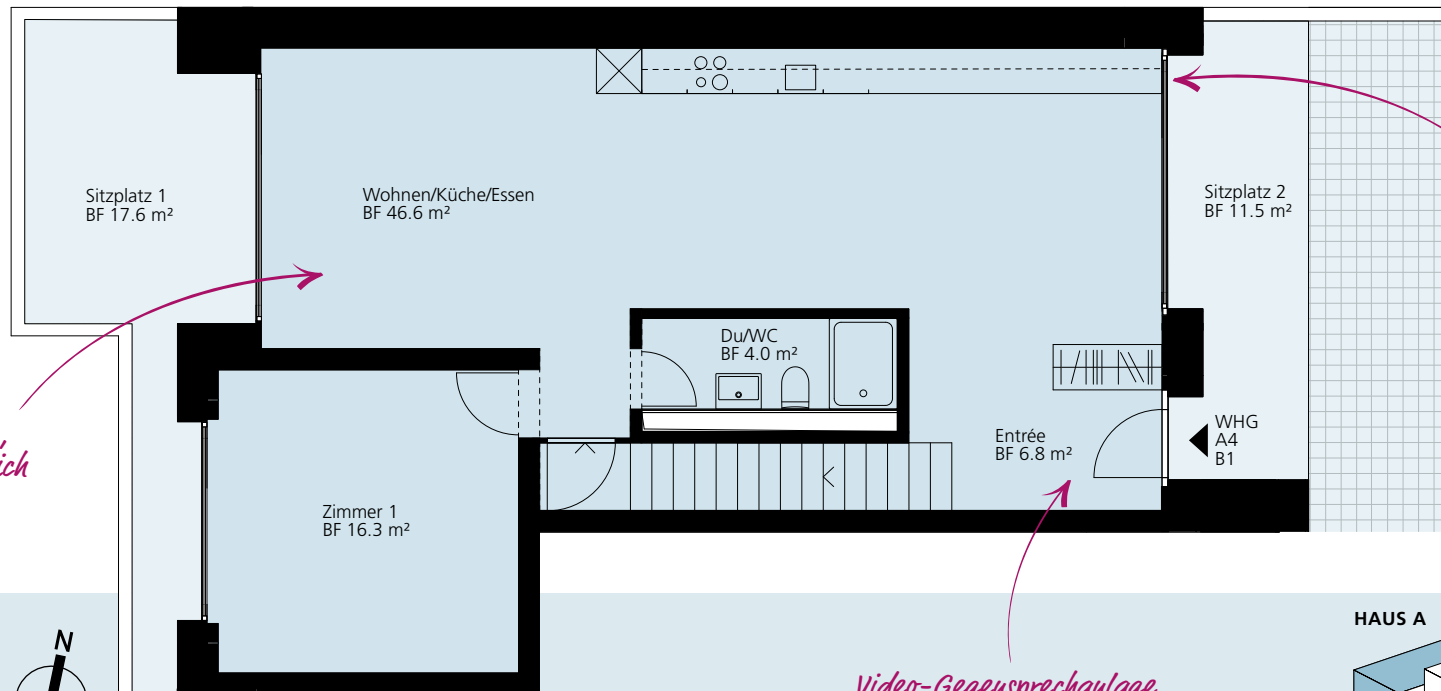 Sitzplatz 1
BF 17.6 m²
Wohnen/Küche/Essen
BF 46.6 m²
Sitzplatz 2
BF 11.5 m²
Du/WC
BF 4.0 m²
Entrée
BF 6.8 m²
WHG
A4
B1
Zimmer 1
BF 16.3 m²
N
HAUS A
Video-Gegensprechanlage